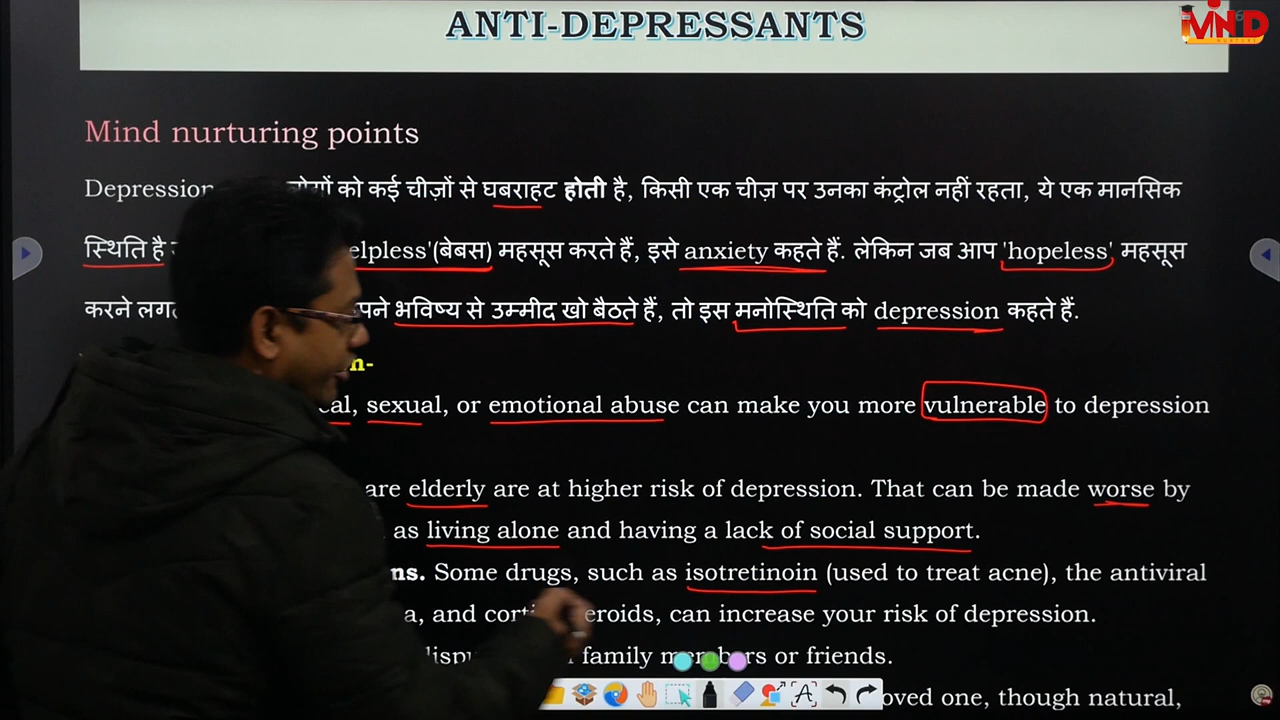 ANTI-DEPRESSANTS
MIND
Mind nurturing points
Depression लोगों को कई चीज़ों से घबराहट होती है, किसी एक चीज़ पर उनका कंट्रोल नहीं रहता, ये एक मानसिक
स्थिति है elpless'(बेबस) महसूस करते हैं, इसे anxiety कहते हैं. लेकिन जब आप 'hopeless' महसूस
करने भविष्य से उम्मीद खो बैठते हैं, तो इस मनोस्थिति को depression कहते हैं.
n-
cal, sexual, or emotional abuse can make you more vulnerable to depression
are elderly are at higher risk of depression. That can be made worse by
as living alone and having a lack of social support.
ns. Some drugs, such as isotretinoin (used to treat acne), the antiviral
a, and corticosteroids, can increase your risk of depression.
family members or friends.
oved one, though natural,